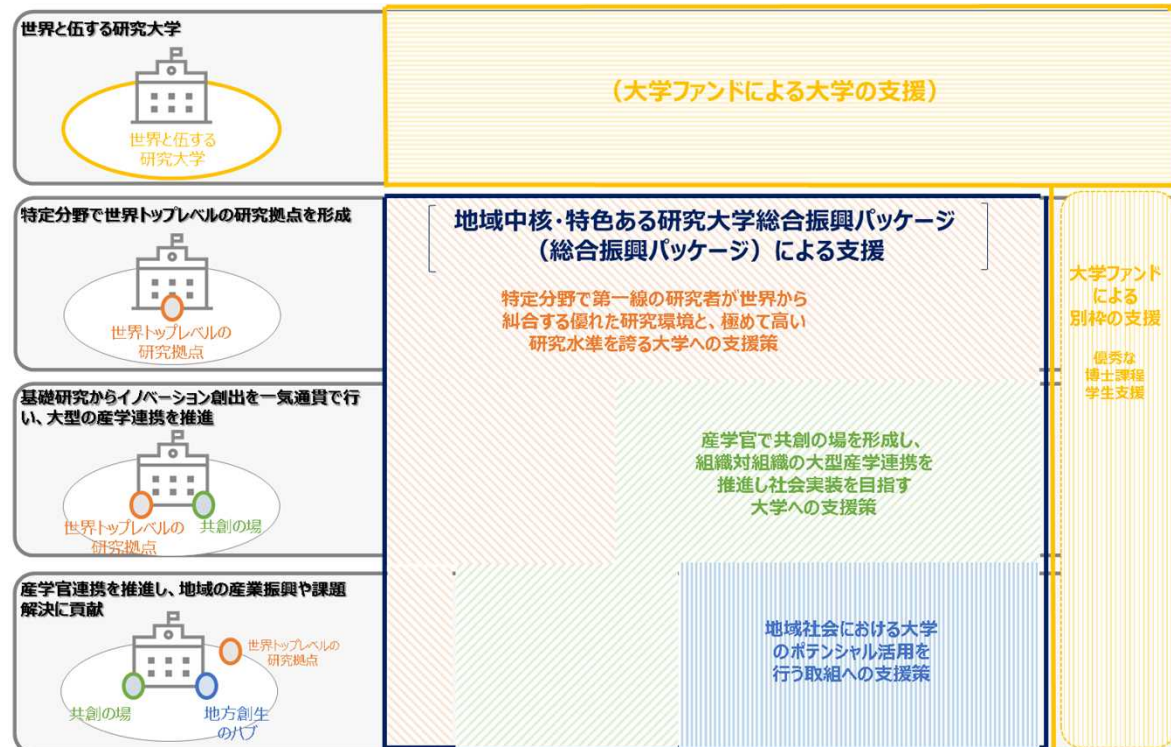 世界と伍する研究大学
世界と伍する
研究大学
（大学ファンドによる大学の支援）
特定分野で世界トップレベルの研究拠点を形成
世界トップレベルの
研究拠点
地域中核・特色ある研究大学総合振興パッケージ
（総合振興パッケージ）による支援
特定分野で第一線の研究者が世界から
糾合する優れた研究環境と、極めて高い
研究水準を誇る大学への支援策
大学ファンド
による
別枠の支援
優秀な
博士課程
学生支援
基礎研究からイノベーション創出を一気通貫で行
い、大型の産学連携を推進
世界トップレベルの
研究拠点
共創の場
産学官で共創の場を形成し、
組織対組織の大型産学連携を
推進し社会実装を目指す
大学への支援策
産学官連携を推進し、地域の産業振興や課題
解決に貢献
世界トップレベルの
研究拠点
共創の場
地方創生
のハブ
地域社会における大学
のポテンシャル活用を
行う取組への支援策